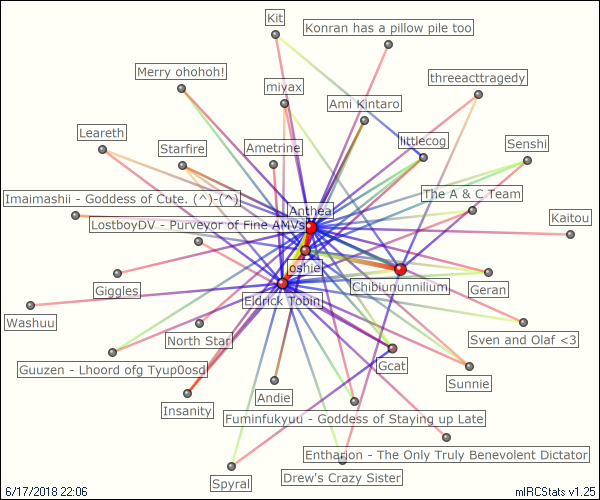 Kit
Konran has a pillow pile too
Merry ohohoh!
threeacttragedy
miyax
Ami Kintaro
Leareth
Starfire
Ametrine
littlecog
Senshi
Imaimashii - Goddess of Cute. (^)-(^)
The A & C Team
Anthea
LostboyDV - Purveyor of Fine AMVs
Kaitou
Joshie
Giggles
Eldrick Tobin
Chibiununnilium
Geran
Washuu
North Star
Sven and Olaf <3
Guuzen - Lhoord ofg Tyup0osd
Gcat
Sunnie
Insanity
Andie
Fuminfukyuu - Goddess of Staying up Late
Entharion - The Only Truly Benevolent Dictator
Spyral
Drew's Crazy Sister
6/17/2018 22:06
mIRCStats v1.25